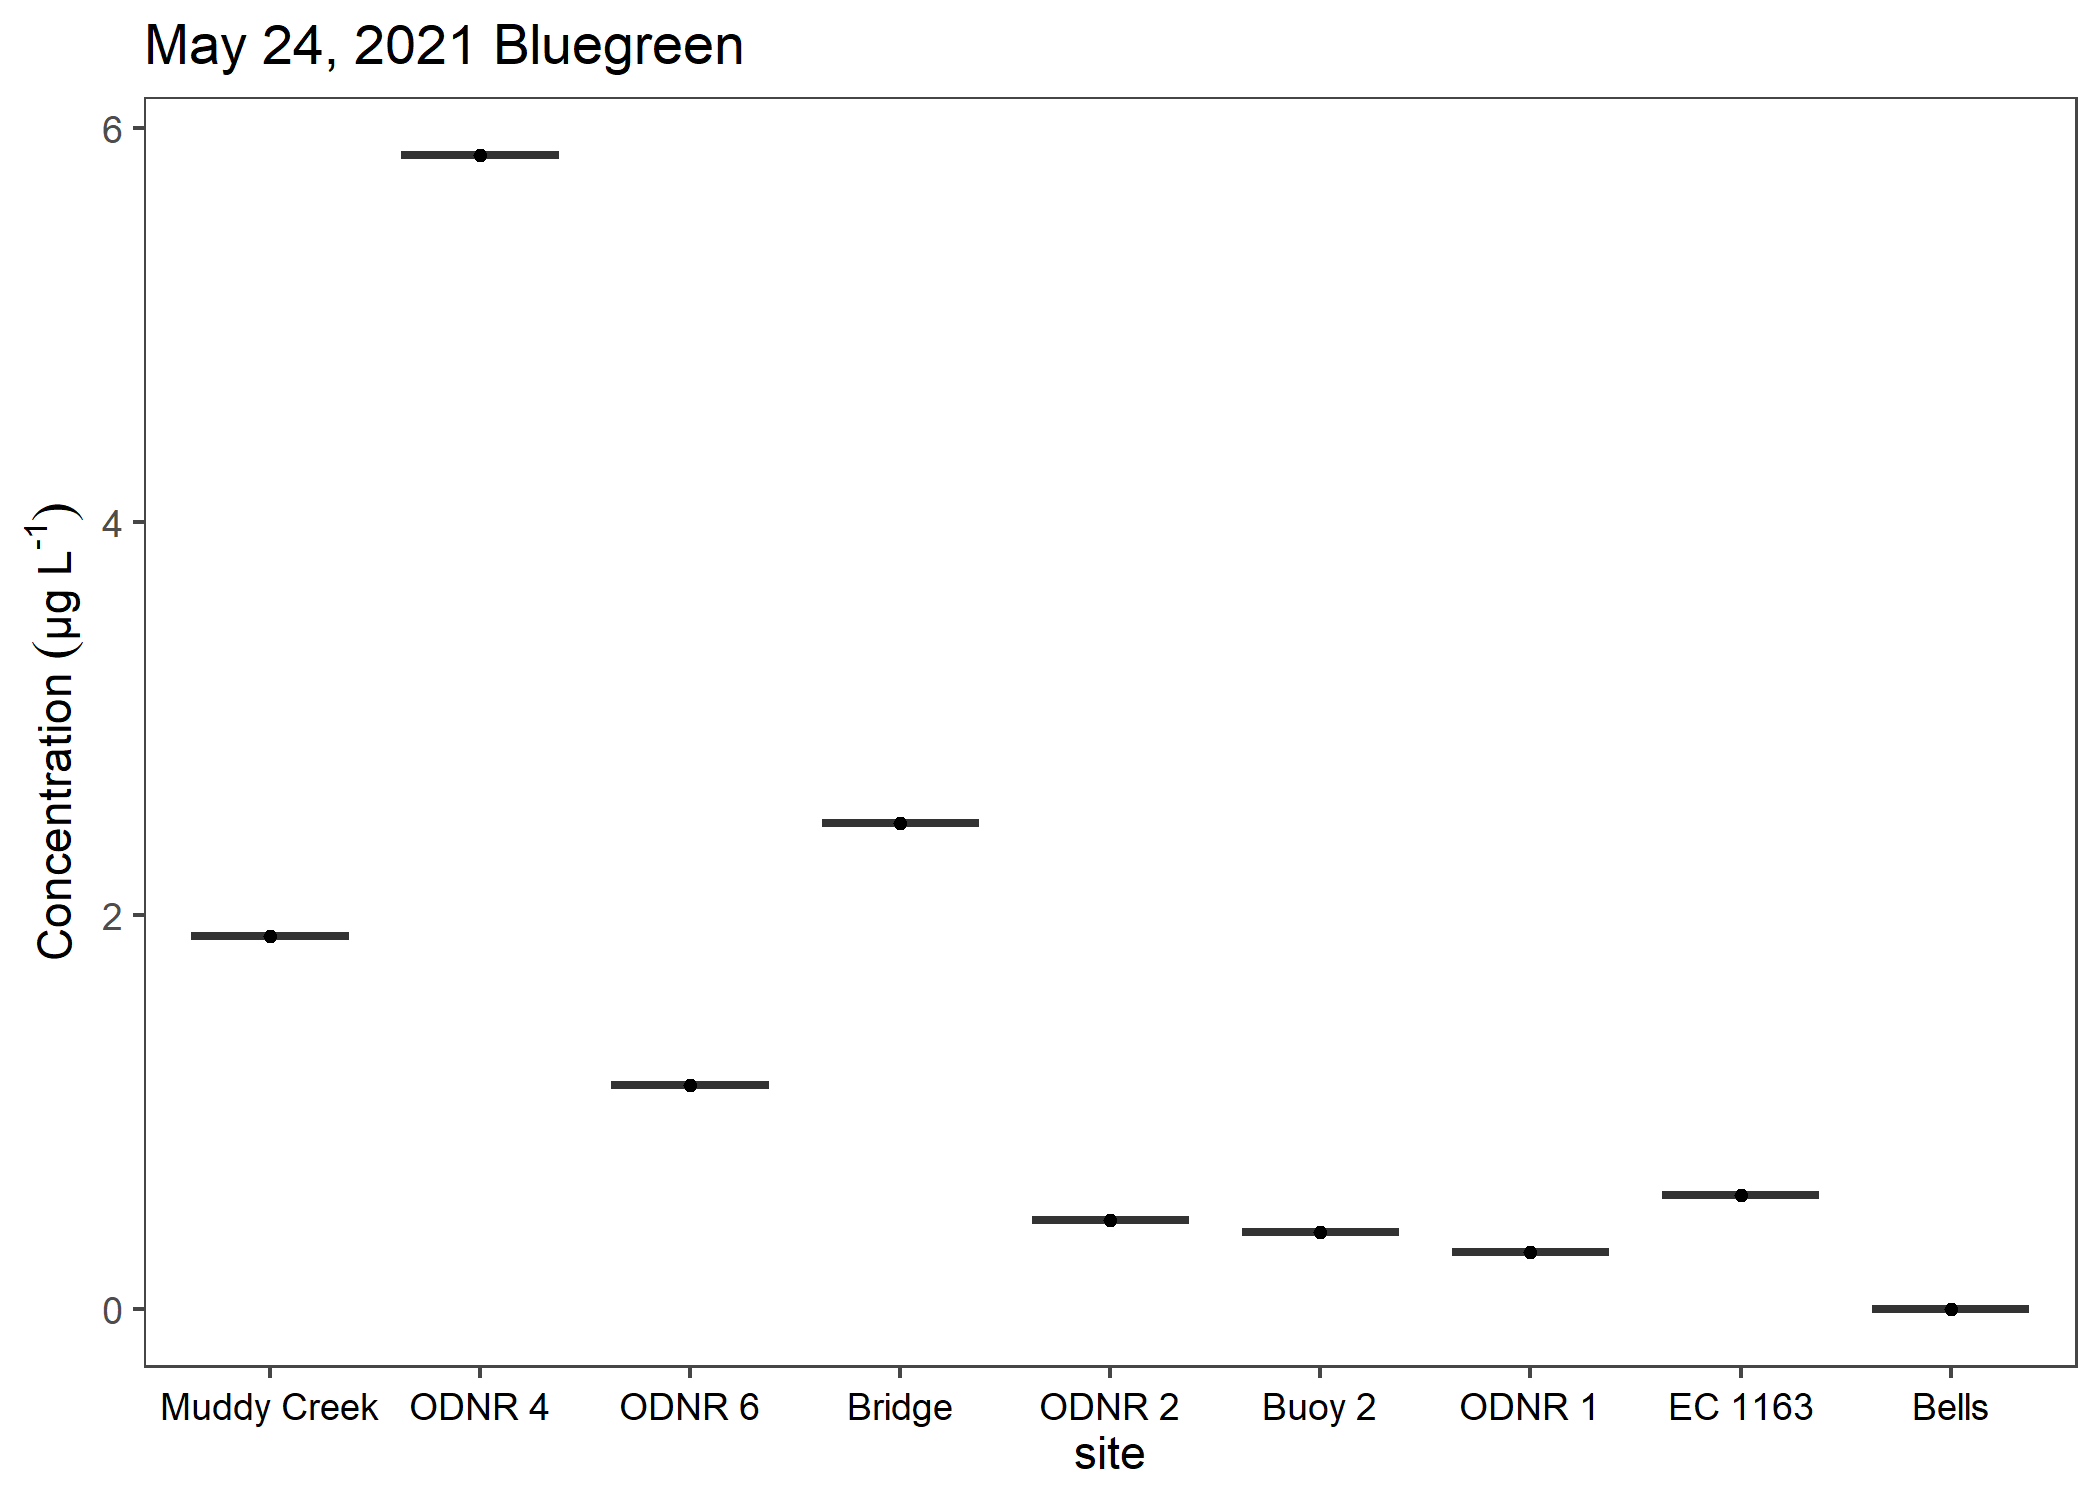 May 24, 2021 Bluegreen
Concentration (µg L⁻¹)
6
4
2
0
Muddy Creek ODNR 4 ODNR 6 Bridge ODNR 2 Buoy 2 ODNR 1 EC 1163 Bells
site